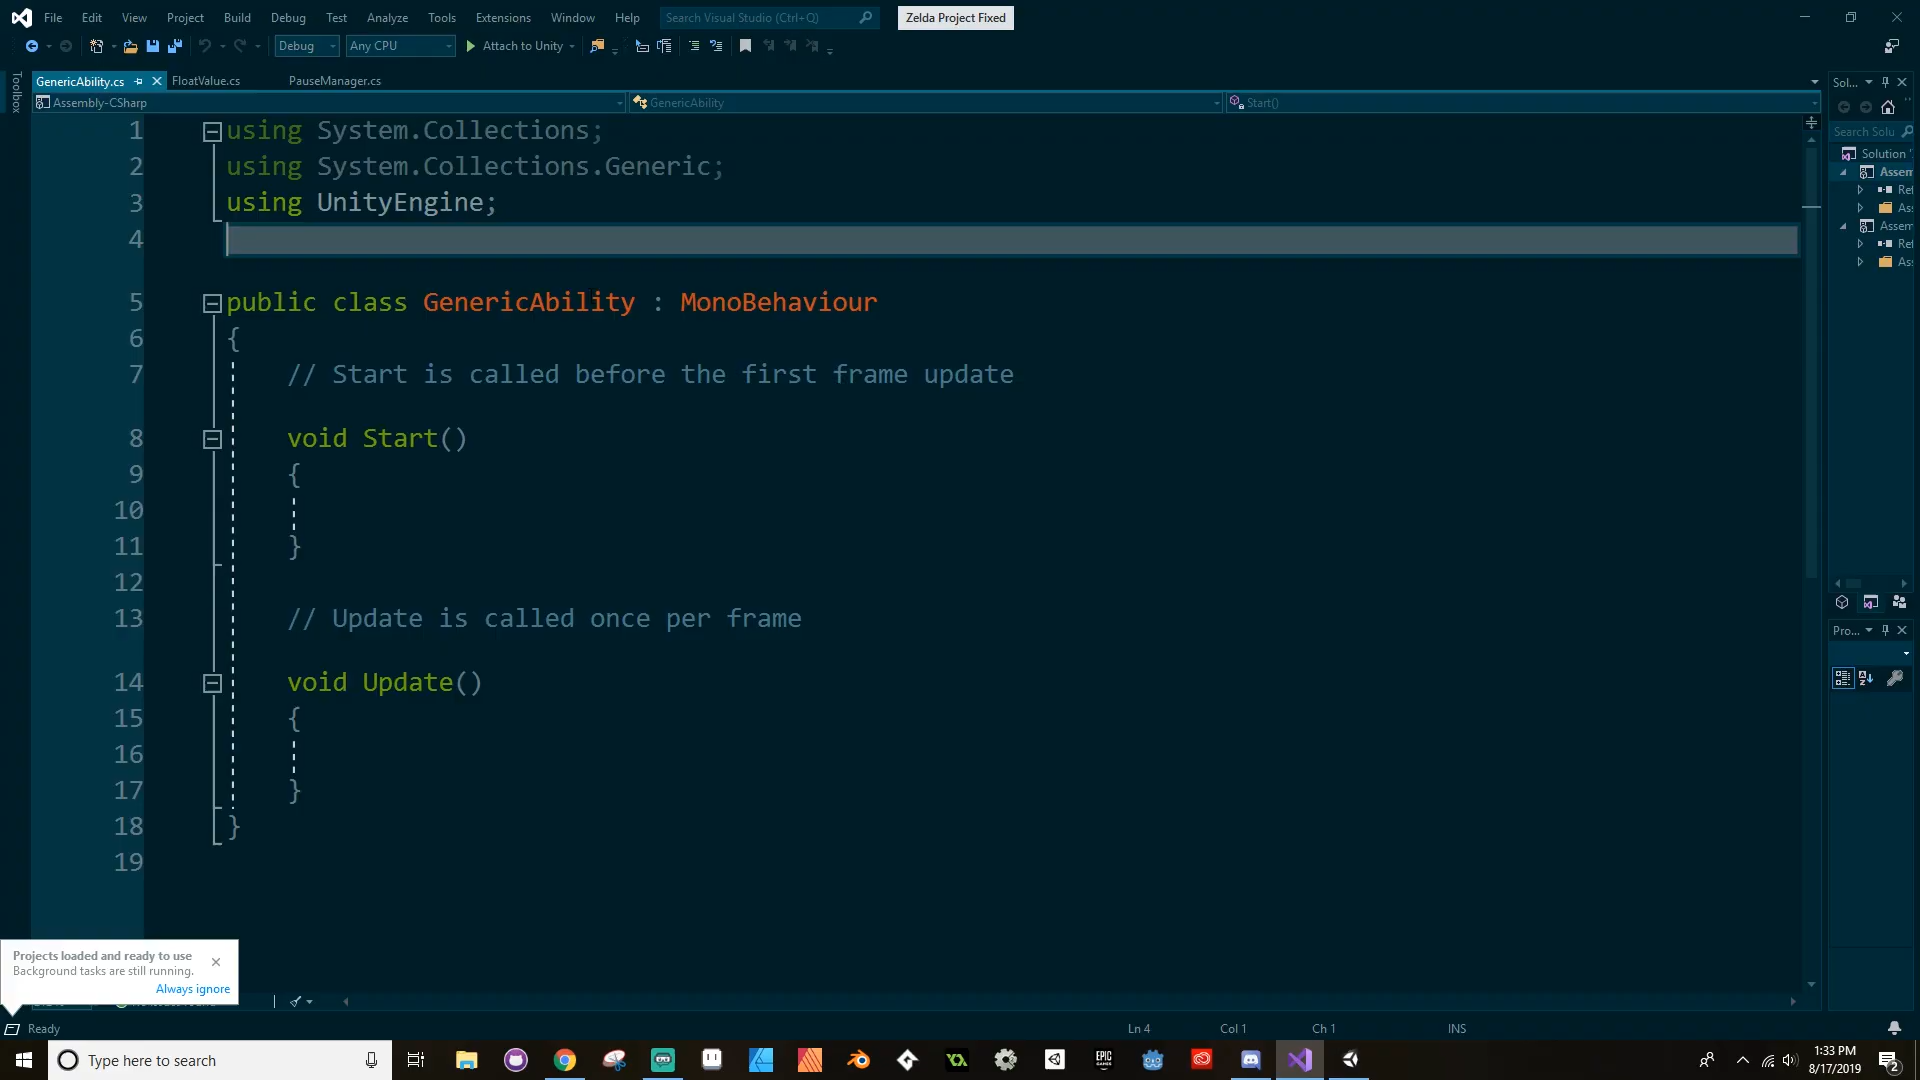 File Edit View Project Build Debug Test Analyze Tools Extensions Window Help Search Visual Studio (Ctrl+Q) Zelda Project Fixed
Debug Any CPU Attach to Unity
Toolbox
GenericAbility.cs FloatValue.cs PauseManager.cs
Assembly-CSharp GenericAbility Start()
1 using System.Collections;
2 using System.Collections.Generic;
3 using UnityEngine;
4
5 public class GenericAbility : MonoBehaviour
6 {
7 // Start is called before the first frame update
8 void Start()
9 {
10
11 }
12
13 // Update is called once per frame
14 void Update()
15 {
16
17 }
18 }
19
Sol...
Search Solu
Solution '
Assem
Re
As
Assem
Re
As
Pro...
Projects loaded and ready to use
Background tasks are still running.
Always ignore
Ready Ln 4 Col 1 Ch 1 INS
Type here to search
EPIC GAMES
1:33 PM
8/17/2019
2